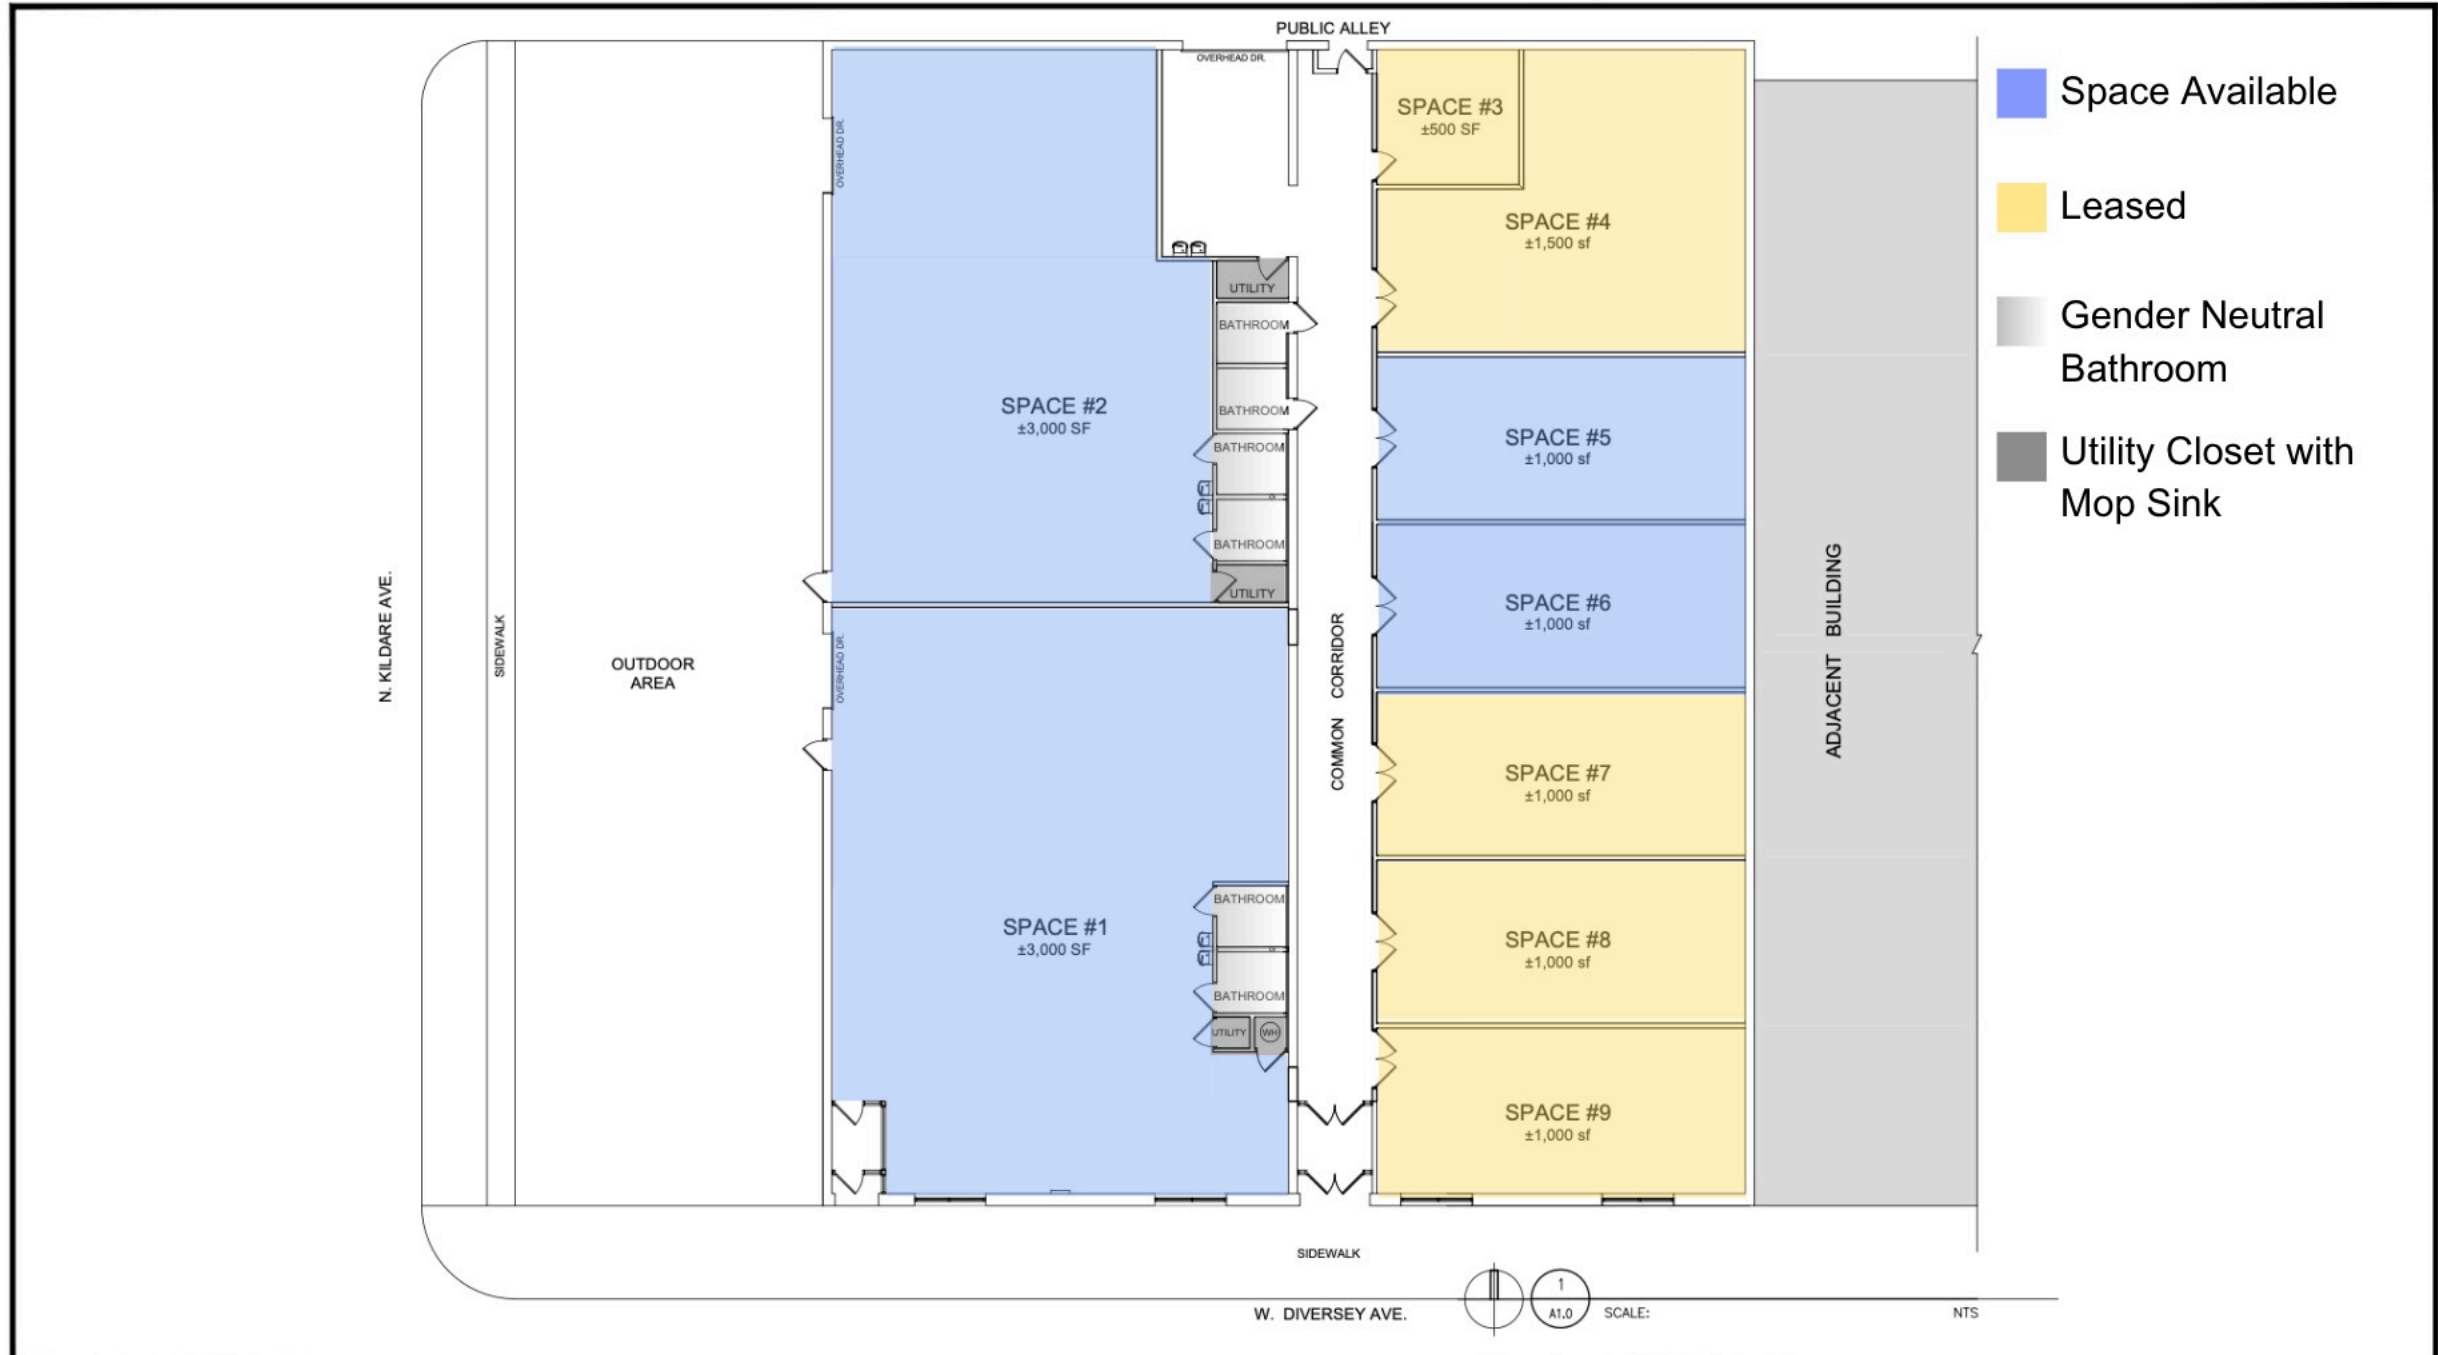 PUBLIC ALLEY
OVERHEAD DR.
OVERHEAD DR.
SPACE #3
±500 SF
SPACE #4
±1,500 sf
UTILITY
BATHROOM
BATHROOM
SPACE #2
±3,000 SF
BATHROOM
BATHROOM
UTILITY
SPACE #5
±1,000 sf
SPACE #6
±1,000 sf
N. KILDARE AVE.
SIDEWALK
OUTDOOR
AREA
OVERHEAD DR.
COMMON CORRIDOR
SPACE #7
±1,000 sf
ADJACENT BUILDING
SPACE #1
±3,000 SF
BATHROOM
BATHROOM
UTILITY
WH
SPACE #8
±1,000 sf
SPACE #9
±1,000 sf
SIDEWALK
W. DIVERSEY AVE.
1
A1.0
SCALE:
NTS
Space Available
Leased
Gender Neutral
Bathroom
Utility Closet with
Mop Sink